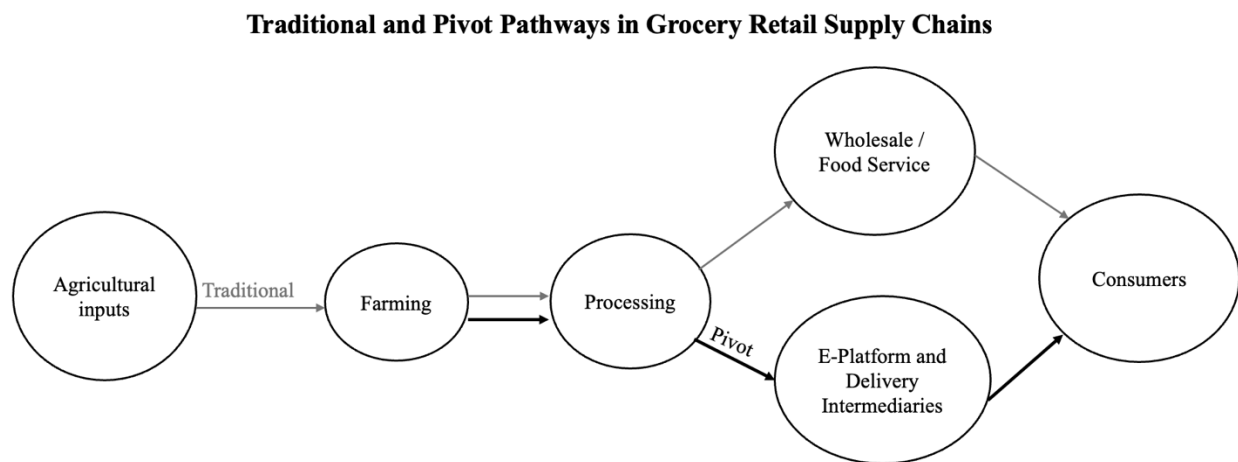 Traditional and Pivot Pathways in Grocery Retail Supply Chains
Agricultural
inputs
Traditional
Farming
Processing
Pivot
Wholesale /
Food Service
E-Platform and
Delivery
Intermediaries
Consumers